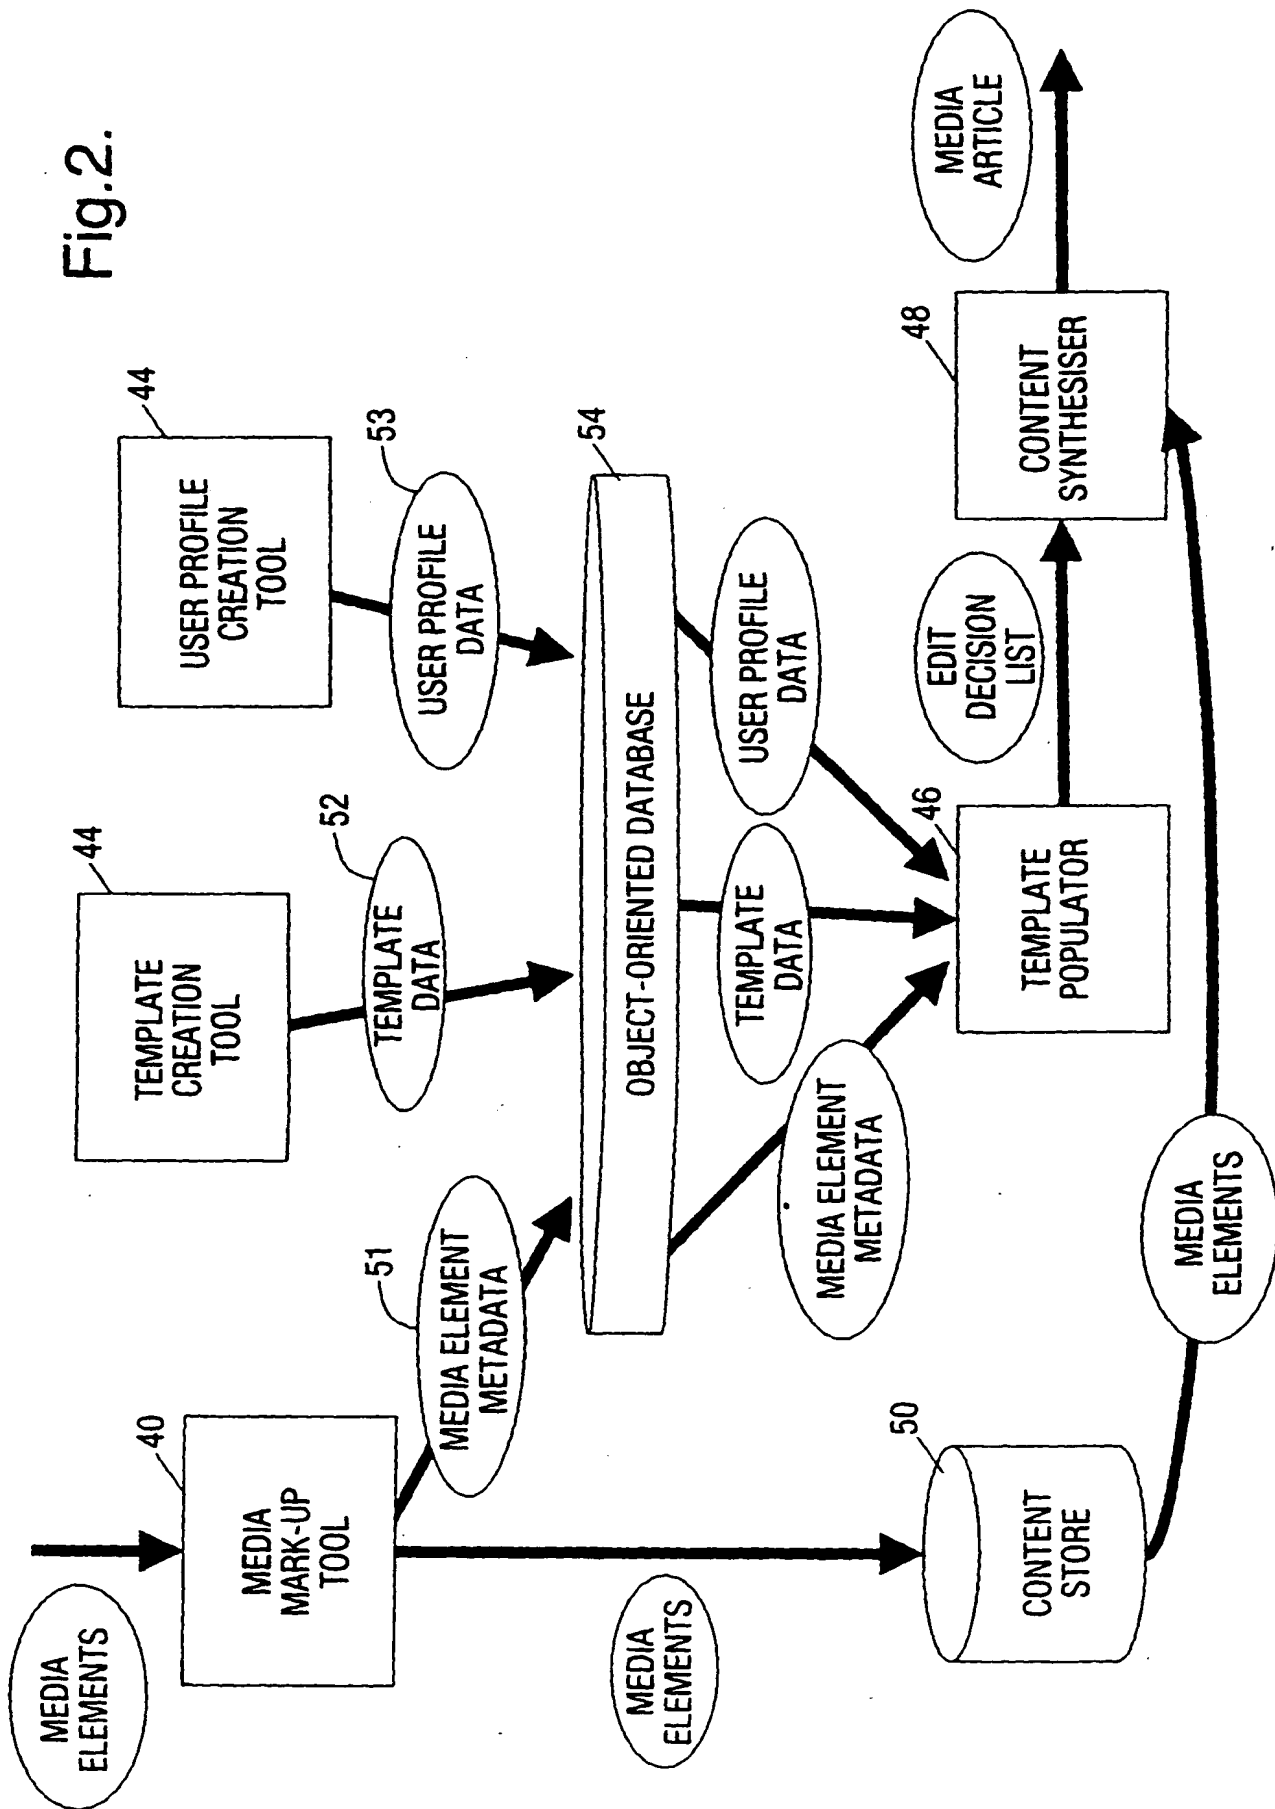 Fig.2.
MEDIA
ELEMENTS
40
MEDIA
MARK-UP
TOOL
44
TEMPLATE
CREATION
TOOL
44
USER PROFILE
CREATION
TOOL
51
MEDIA ELEMENT
METADATA
52
TEMPLATE
DATA
53
USER PROFILE
DATA
54
OBJECT-ORIENTED DATABASE
MEDIA
ELEMENTS
MEDIA ELEMENT
METADATA
TEMPLATE
DATA
USER PROFILE
DATA
50
CONTENT
STORE
46
TEMPLATE
POPULATOR
EDIT
DECISION
LIST
48
CONTENT
SYNTHESISER
MEDIA
ARTICLE
MEDIA
ELEMENTS